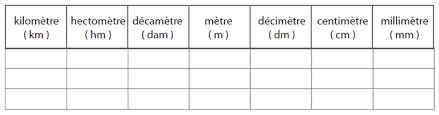 kilomètre hectomètre décamètre mètre décimètre centimètre millimètre
( km ) ( hm ) ( dam ) ( m ) ( dm ) ( cm ) ( mm )